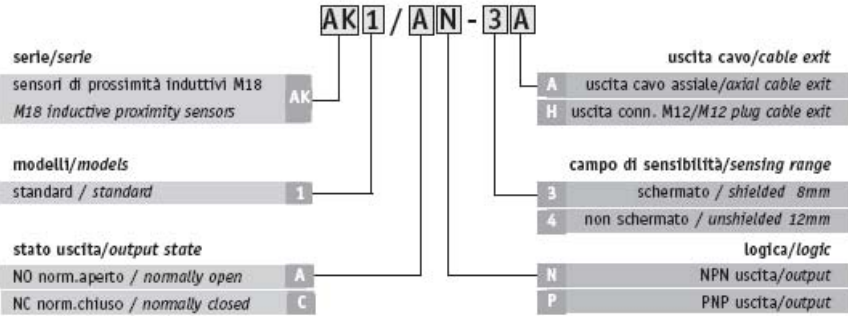 AK1/AN-3A
serie/serie
sensori di prossimità induttivi M18
M18 inductive proximity sensors
AK
modelli/models
standard / standard
1
stato uscita/output state
NO norm.aperto / normally open
A
NC norm.chiuso / normally closed
C
uscita cavo/cable exit
A uscita cavo assiale/axial cable exit
H uscita conn. M12/M12 plug cable exit
campo di sensibilità/sensing range
3 schermato / shielded 8mm
4 non schermato / unshielded 12mm
logica/logic
N NPN uscita/output
P PNP uscita/output